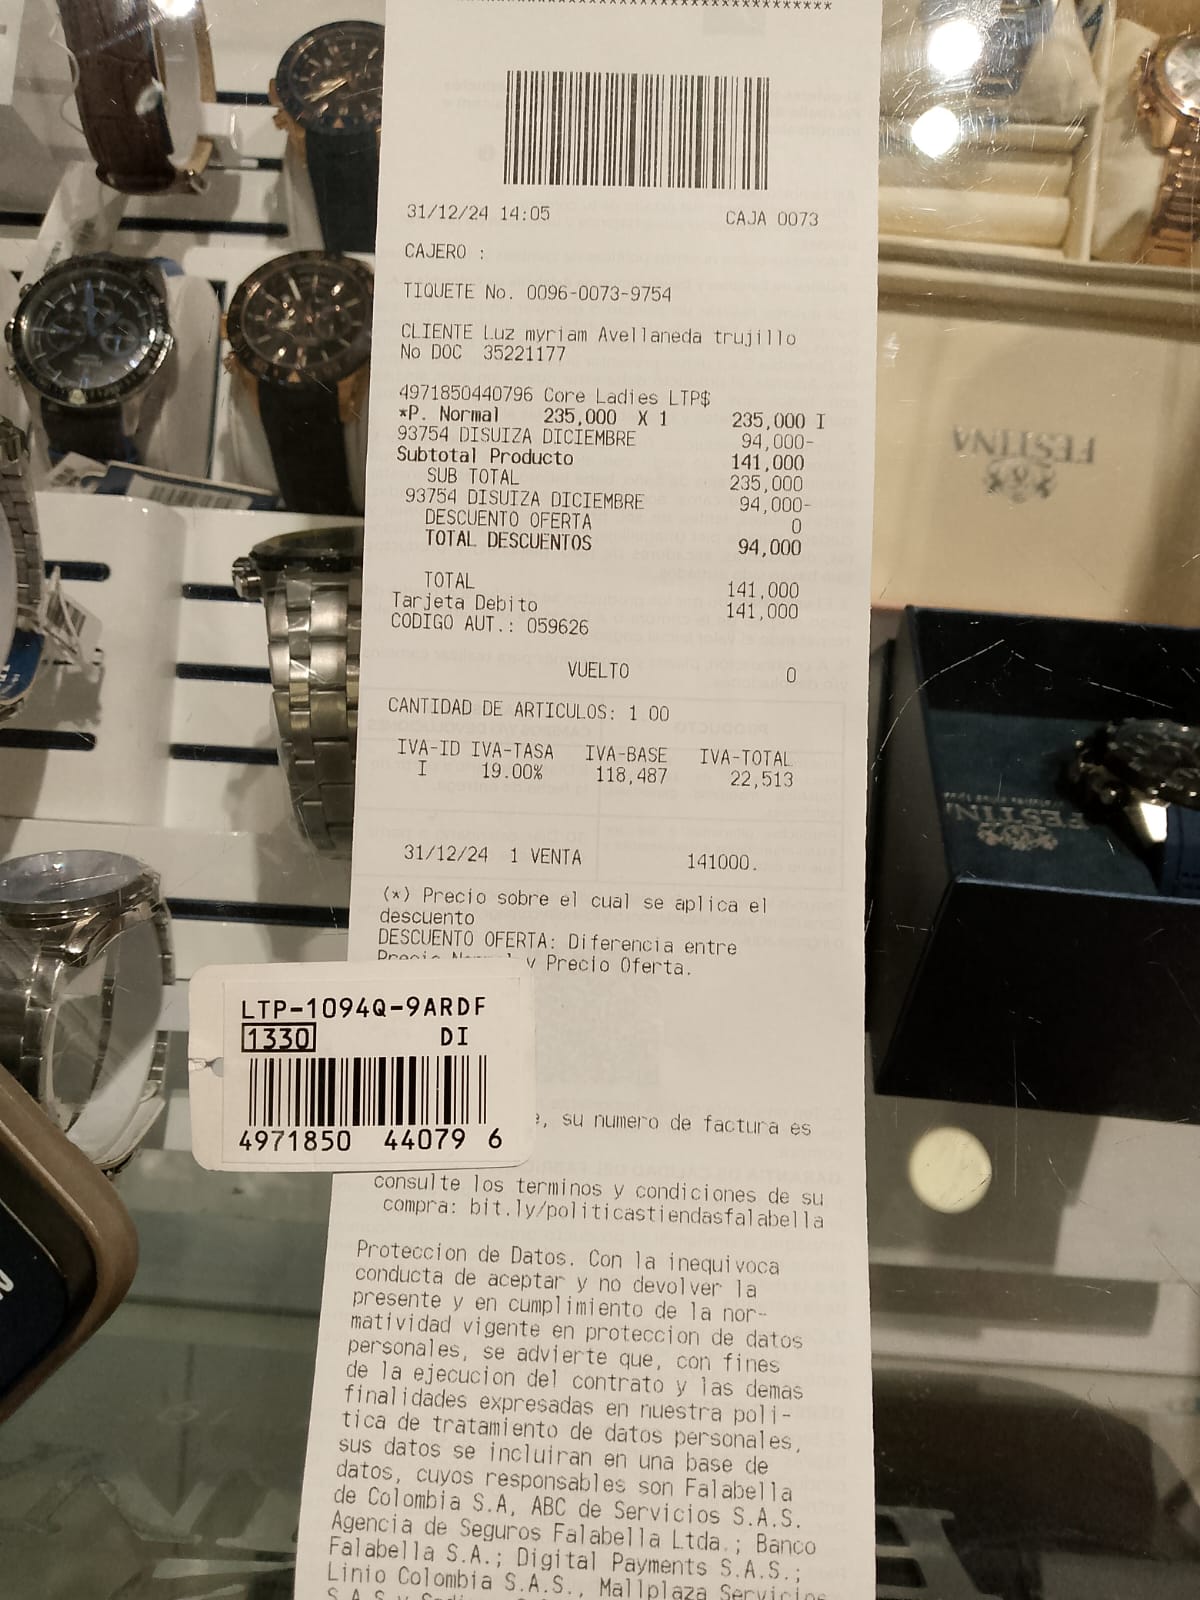 ************************************
31/12/24 14:05 CAJA 0073
CAJERO :
TIQUETE No. 0096-0073-9754
CLIENTE Luz myriam Avellaneda trujillo
No DOC 35221177
4971850440796 Core Ladies LTP$
*P. Normal 235,000 X 1 235,000 I
93754 DISUIZA DICIEMBRE 94,000-
Subtotal Producto 141,000
SUB TOTAL 235,000
93754 DISUIZA DICIEMBRE 94,000-
DESCUENTO OFERTA 0
TOTAL DESCUENTOS 94,000
TOTAL 141,000
Tarjeta Debito 141,000
CODIGO AUT.: 059626
VUELTO 0
CANTIDAD DE ARTICULOS: 1 00
IVA-ID IVA-TASA IVA-BASE IVA-TOTAL
I 19.00% 118,487 22,513
31/12/24 1 VENTA 141000.
(*) Precio sobre el cual se aplica el
descuento
DESCUENTO OFERTA: Diferencia entre
Precio Normal y Precio Oferta.
LTP-1094Q-9ARDF
1330 DI
4971850 44079 6
, su numero de factura es
consulte los terminos y condiciones de su
compra: bit.ly/politicastiendasfalabella
Proteccion de Datos. Con la inequivoca
conducta de aceptar y no devolver la
presente y en cumplimiento de la nor-
matividad vigente en proteccion de datos
personales, se advierte que, con fines
de la ejecucion del contrato y las demas
finalidades expresadas en nuestra poli-
tica de tratamiento de datos personales,
sus datos se incluiran en una base de
datos, cuyos responsables son Falabella
de Colombia S.A, ABC de Servicios S.A.S.
Agencia de Seguros Falabella Ltda.; Banco
Falabella S.A.; Digital Payments S.A.S.;
Linio Colombia S.A.S., Mallplaza Servicios
FESTINA
FESTINA